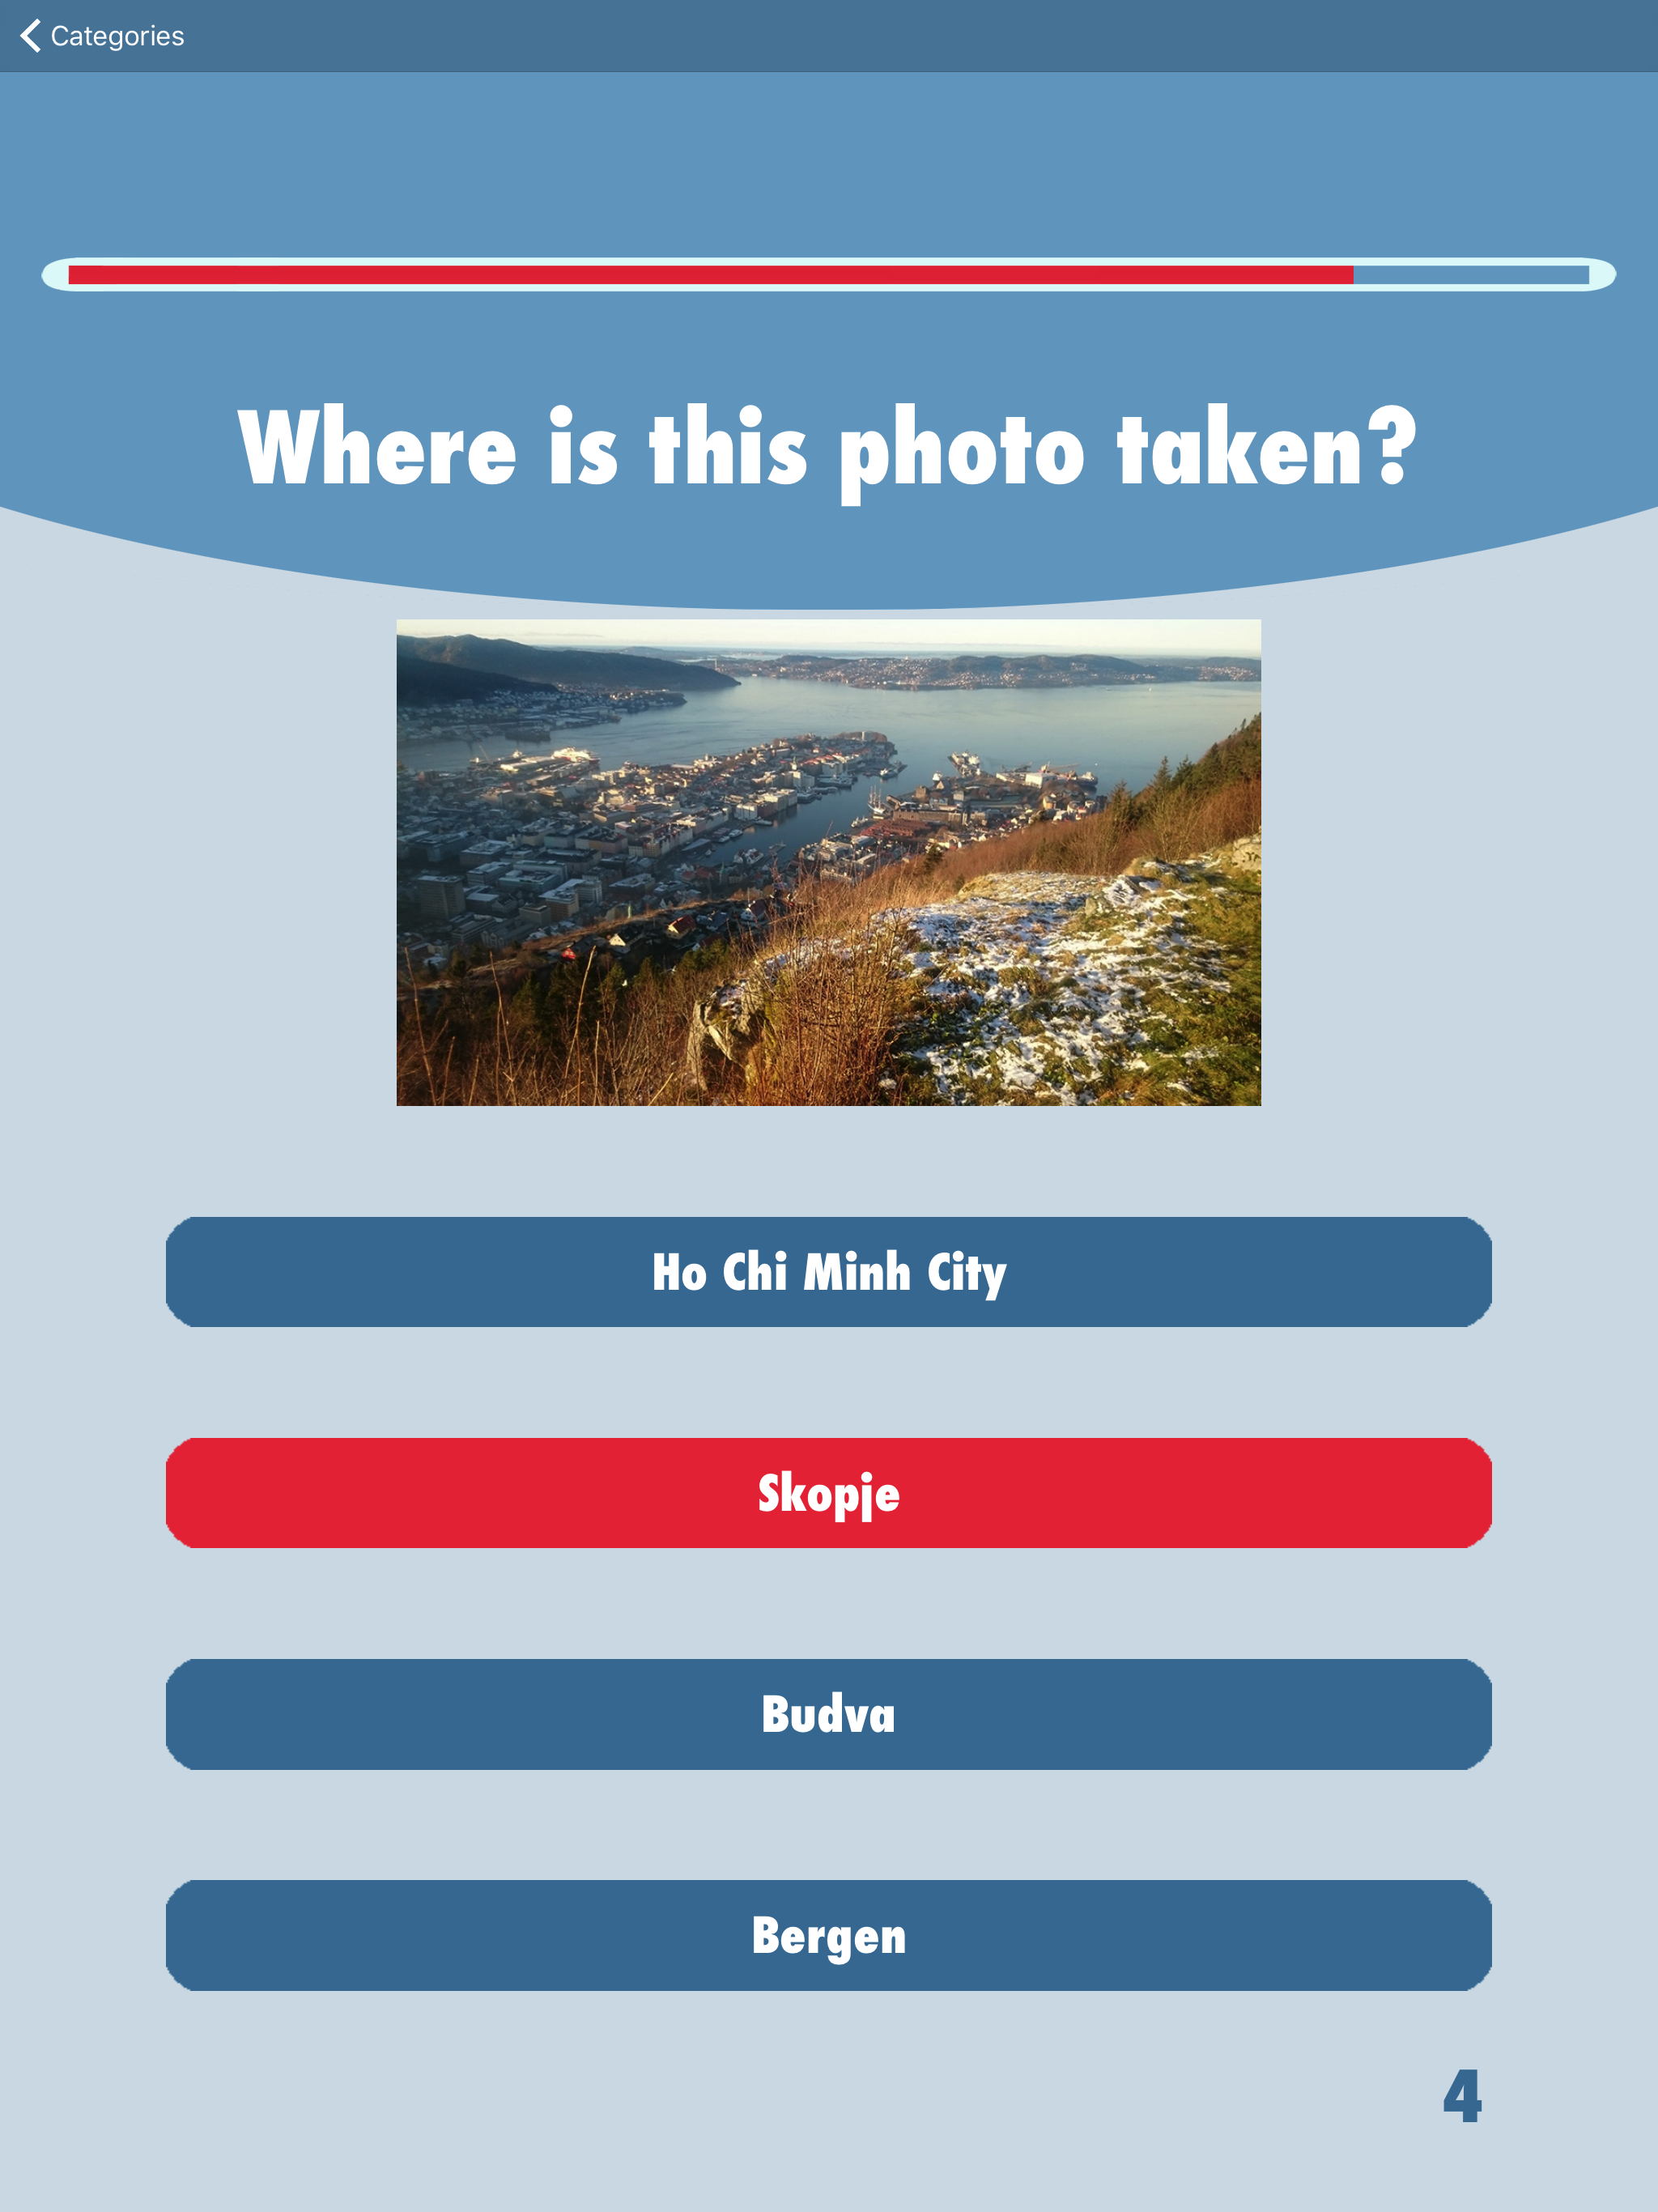 Categories
Where is this photo taken?
Ho Chi Minh City
Skopje
Budva
Bergen
4